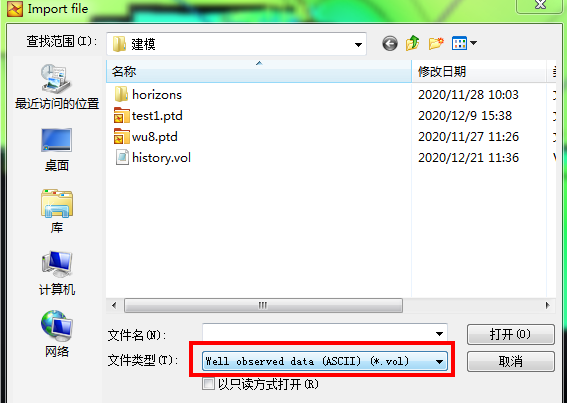 Import file
查找范围(I):
建模
最近访问的位置
桌面
库
计算机
网络
名称
修改日期
horizons
2020/11/28 10:03
test1.ptd
2020/12/9 15:38
wu8.ptd
2020/11/27 11:26
history.vol
2020/12/21 11:36
文件名(N):
打开(O)
文件类型(T):
Well observed data (ASCII) (*.vol)
取消
以只读方式打开(R)